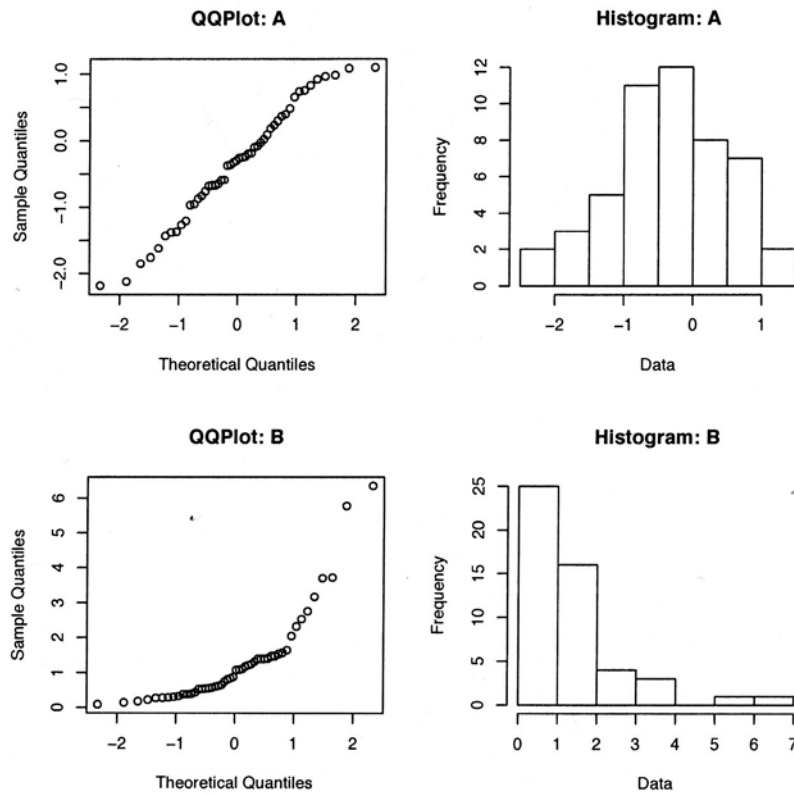 QQPlot: A
Histogram: A
Sample Quantiles
1.0
0.0
-1.0
-2.0
-2 -1 0 1 2
Theoretical Quantiles
Frequency
12
10
8
6
4
2
0
-2 -1 0 1
Data
QQPlot: B
Histogram: B
Sample Quantiles
6
5
4
3
2
1
0
-2 -1 0 1 2
Theoretical Quantiles
Frequency
25
20
15
10
5
0
0 1 2 3 4 5 6 7
Data